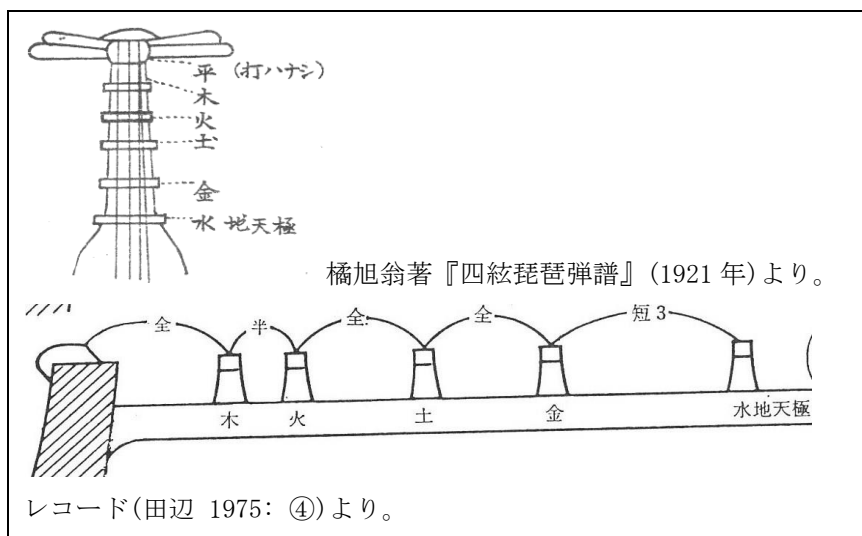 平 (打ハナシ)
木
火
土
金
水 地天極
橘旭翁著『四絃琵琶弾譜』(1921 年)より。
全 半 全 全 短3
木 火 土 金 水地天極
レコード(田辺 1975: ④)より。